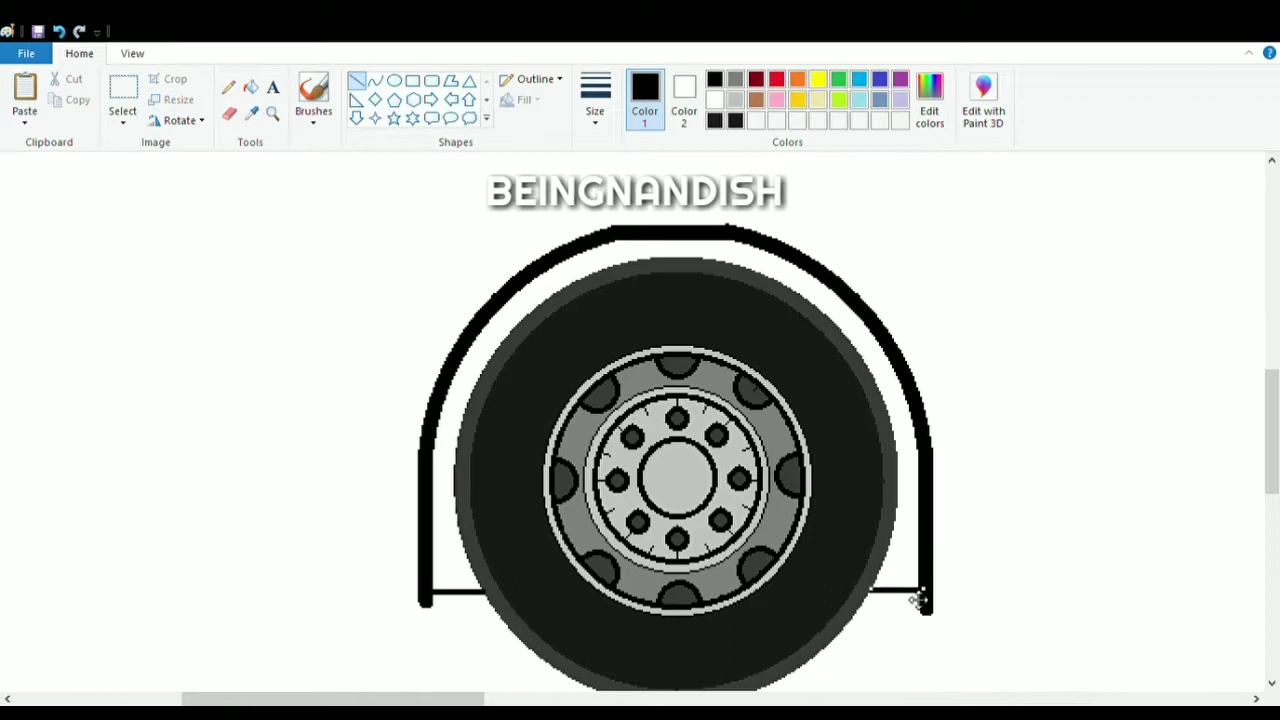 File Home View
Paste Cut Copy
Clipboard
Select Crop Resize Rotate
Image
A
Tools
Brushes
Outline Fill
Shapes
Size
Color 1
Color 2
Edit colors
Colors
Edit with Paint 3D
?
BEINGNANDISH